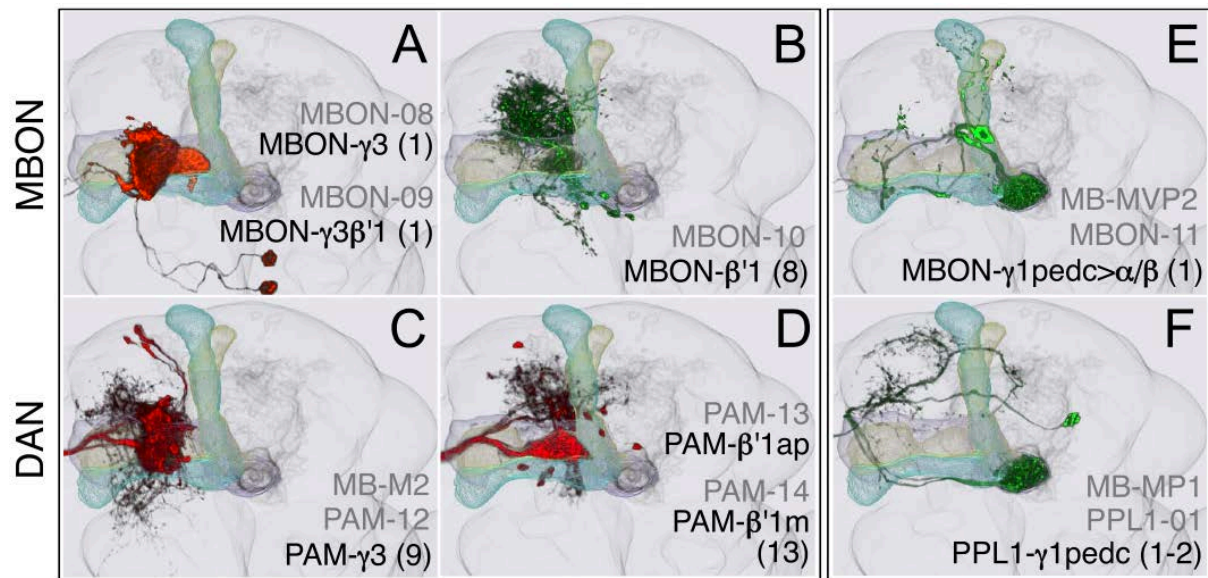 MBON
A
MBON-08
MBON-γ3 (1)
MBON-09
MBON-γ3β'1 (1)
B
MBON-10
MBON-β'1 (8)
E
MB-MVP2
MBON-11
MBON-γ1pedc>α/β (1)
DAN
C
MB-M2
PAM-12
PAM-γ3 (9)
D
PAM-13
PAM-β'1ap
PAM-14
PAM-β'1m
(13)
F
MB-MP1
PPL1-01
PPL1-γ1pedc (1-2)